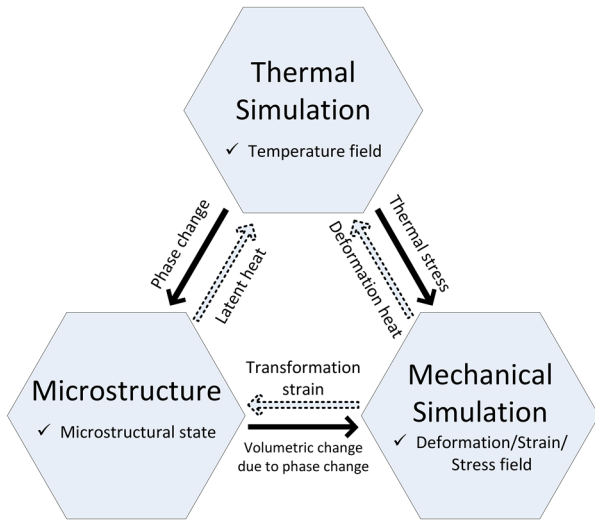 Thermal
Simulation
✓ Temperature field
Phase change
Latent heat
Deformation heat
Thermal stress
Microstructure
✓ Microstructural state
Transformation
strain
Volumetric change
due to phase change
Mechanical
Simulation
✓ Deformation/Strain/
Stress field